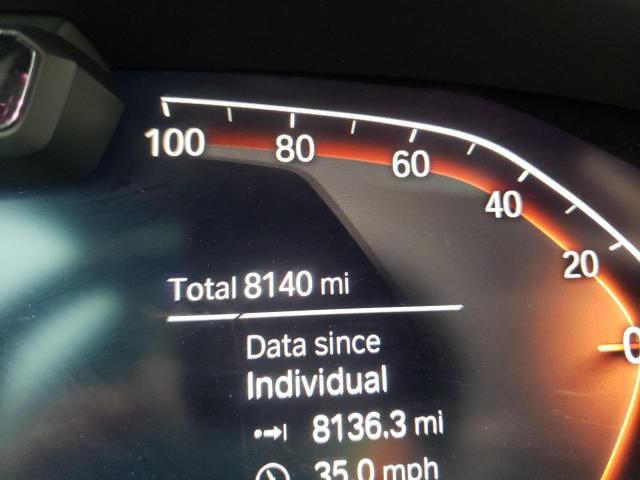 100 80 60 40 20 0
Total 8140 mi
Data since
Individual
8136.3 mi
35.0 mph